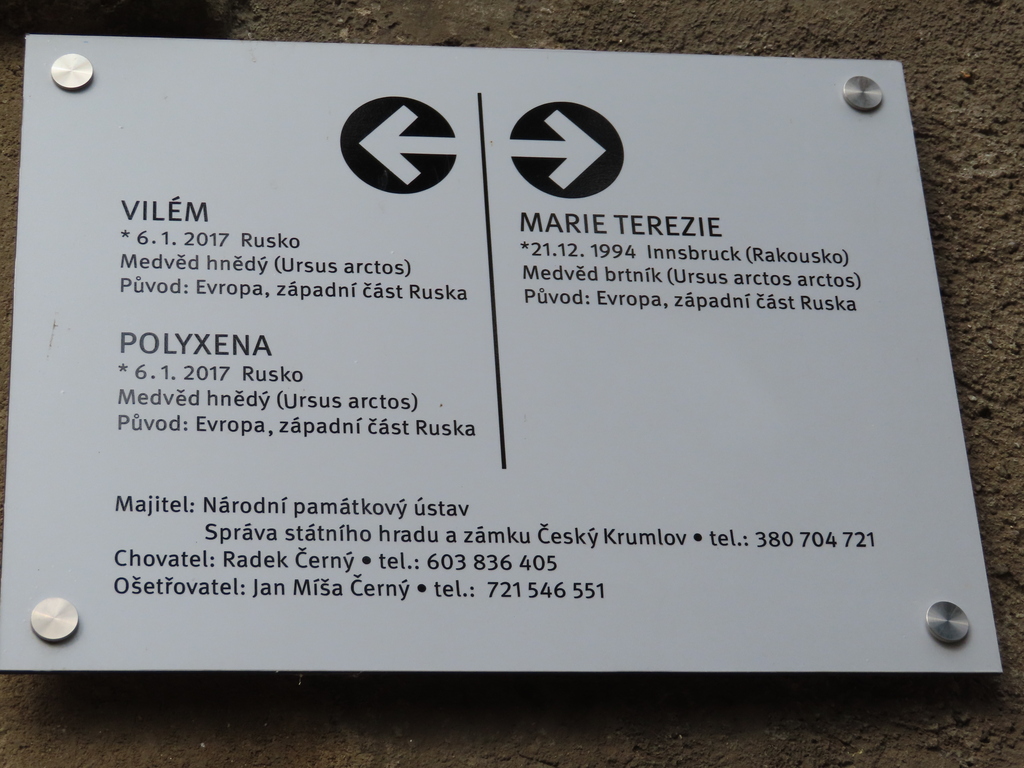 VILÉM
* 6. 1. 2017 Rusko
Medvěd hnědý (Ursus arctos)
Původ: Evropa, západní část Ruska
POLYXENA
* 6. 1. 2017 Rusko
Medvěd hnědý (Ursus arctos)
Původ: Evropa, západní část Ruska
MARIE TEREZIE
*21.12. 1994 Innsbruck (Rakousko)
Medvěd brtník (Ursus arctos arctos)
Původ: Evropa, západní část Ruska
Majitel: Národní památkový ústav
Správa státního hradu a zámku Český Krumlov • tel.: 380 704 721
Chovatel: Radek Černý • tel.: 603 836 405
Ošetřovatel: Jan Míša Černý • tel.: 721 546 551